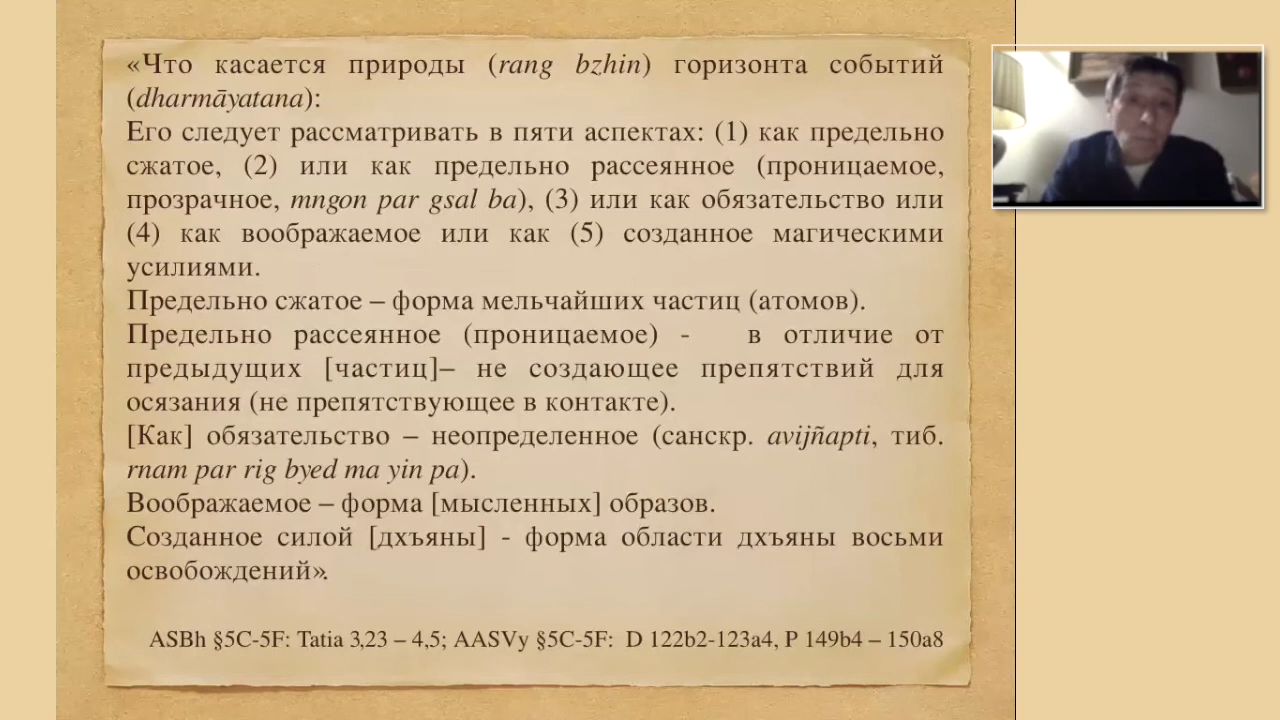 «Что касается природы (rang bzhin) горизонта событий
(dharmāyatana):
Его следует рассматривать в пяти аспектах: (1) как предельно
сжатое, (2) или как предельно рассеянное (проницаемое,
прозрачное, mngon par gsal ba), (3) или как обязательство или
(4) как воображаемое или как (5) созданное магическими
усилиями.
Предельно сжатое – форма мельчайших частиц (атомов).
Предельно рассеянное (проницаемое) - в отличие от
предыдущих [частиц]– не создающее препятствий для
осязания (не препятствующее в контакте).
[Как] обязательство – неопределенное (санскр. avijñapti, тиб.
rnam par rig byed ma yin pa).
Воображаемое – форма [мысленных] образов.
Созданное силой [дхъяны] - форма области дхъяны восьми
освобождений».
ASBh §5C-5F: Tatia 3,23 – 4,5; AASVy §5C-5F: D 122b2-123a4, P 149b4 – 150a8